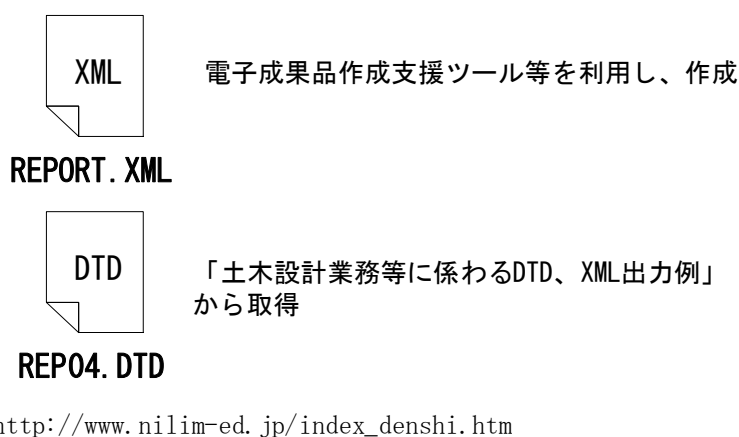 XML
電子成果品作成支援ツール等を利用し、作成
REPORT.XML
DTD
「土木設計業務等に係わるDTD、XML出力例」
から取得
REP04.DTD
http://www.nilim-ed.jp/index_denshi.htm